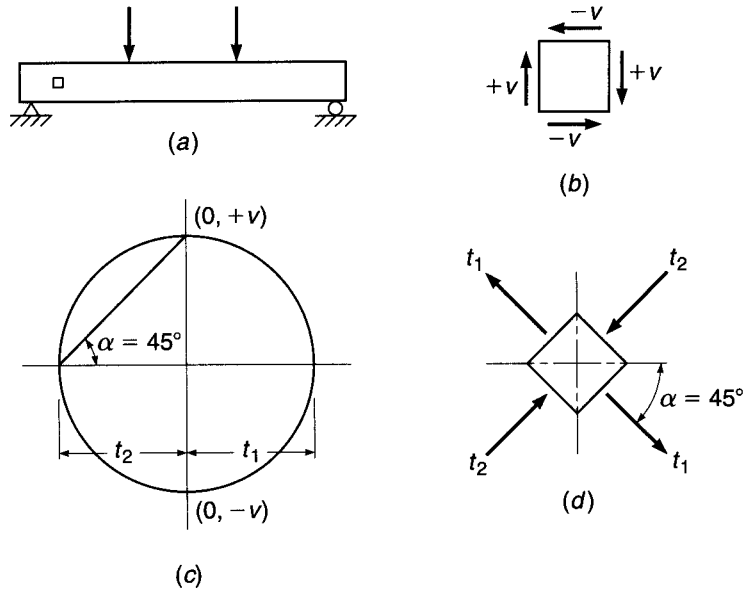 (a)
−v
+v
+v
−v
(b)
(0, +v)
α = 45°
t₂
t₁
(0, −v)
(c)
t₁
t₂
α = 45°
t₂
t₁
(d)